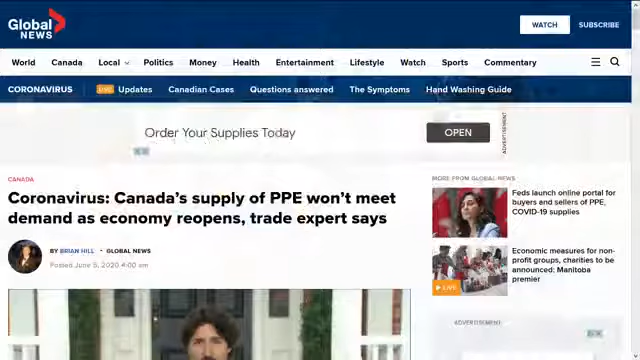 Global
NEWS
WATCH
SUBSCRIBE
World Canada Local Politics Money Health Entertainment Lifestyle Watch Sports Commentary
CORONAVIRUS LIVE Updates Canadian Cases Questions answered The Symptoms Hand Washing Guide
Order Your Supplies Today
OPEN
ADVERTISEMENT
CANADA
Coronavirus: Canada's supply of PPE won't meet
demand as economy reopens, trade expert says
BY BRIAN HILL • GLOBAL NEWS
Posted June 5, 2020 4:00 am
MORE FROM GLOBAL NEWS
Feds launch online portal for
buyers and sellers of PPE,
COVID-19 supplies
Economic measures for non-
profit groups, charities to be
announced: Manitoba
premier
LIVE
ADVERTISEMENT